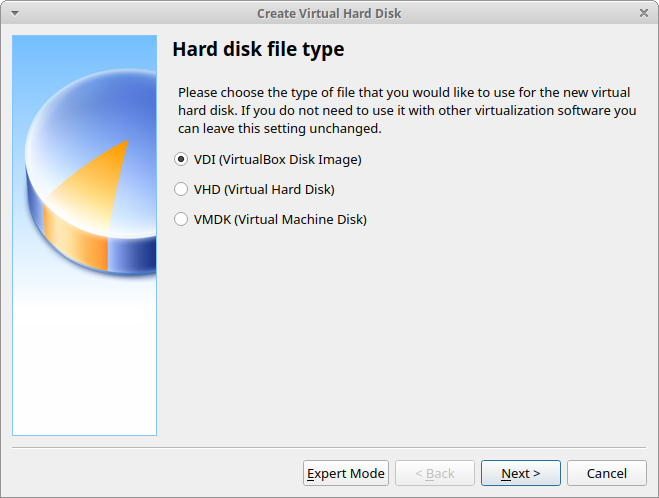 Create Virtual Hard Disk
Hard disk file type
Please choose the type of file that you would like to use for the new virtual
hard disk. If you do not need to use it with other virtualization software you
can leave this setting unchanged.
VDI (VirtualBox Disk Image)
VHD (Virtual Hard Disk)
VMDK (Virtual Machine Disk)
Expert Mode
< Back
Next >
Cancel